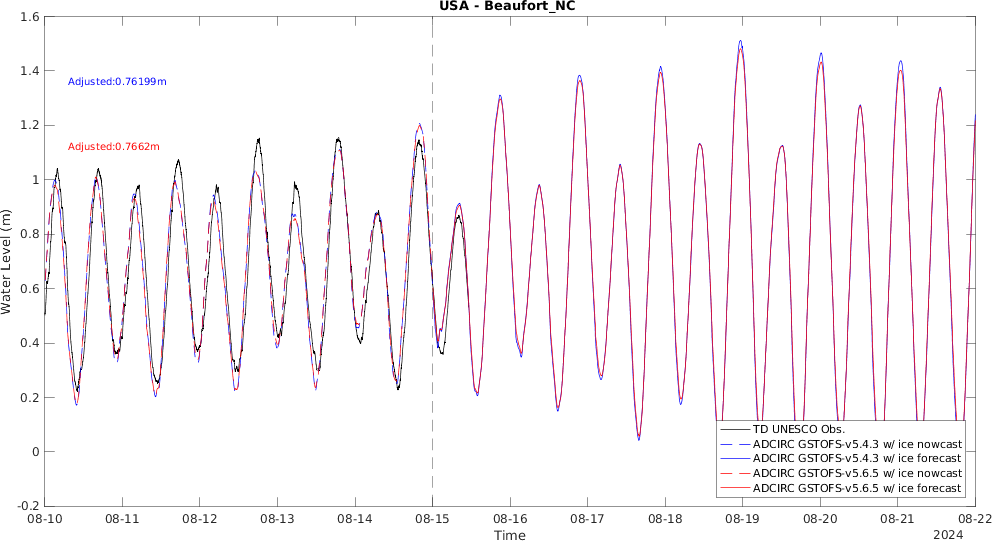 USA - Beaufort_NC
1.6
1.4
1.2
1
0.8
0.6
0.4
0.2
0
-0.2
Water Level (m)
Adjusted:0.76199m
Adjusted:0.7662m
TD UNESCO Obs.
ADCIRC GSTOFS-v5.4.3 w/ ice nowcast
ADCIRC GSTOFS-v5.4.3 w/ ice forecast
ADCIRC GSTOFS-v5.6.5 w/ ice nowcast
ADCIRC GSTOFS-v5.6.5 w/ ice forecast
08-10 08-11 08-12 08-13 08-14 08-15 08-16 08-17 08-18 08-19 08-20 08-21 08-22
Time
2024